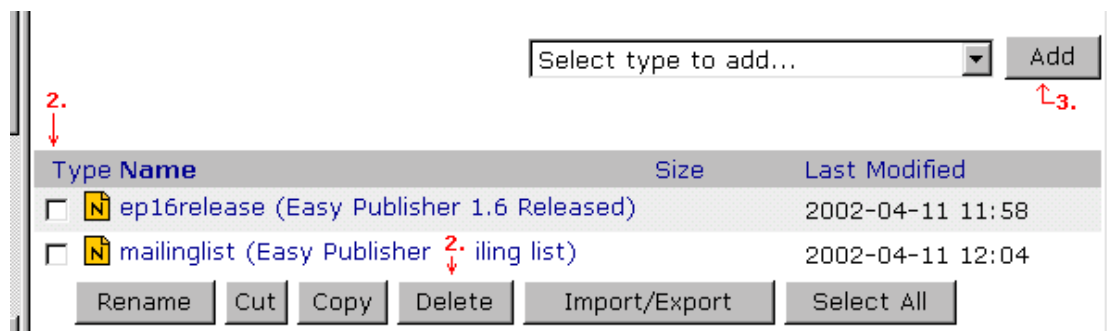 Select type to add... Add
2. 3.
Type Name Size Last Modified
N ep16release (Easy Publisher 1.6 Released) 2002-04-11 11:58
N mailinglist (Easy Publisher 2. iling list) 2002-04-11 12:04
Rename Cut Copy Delete Import/Export Select All